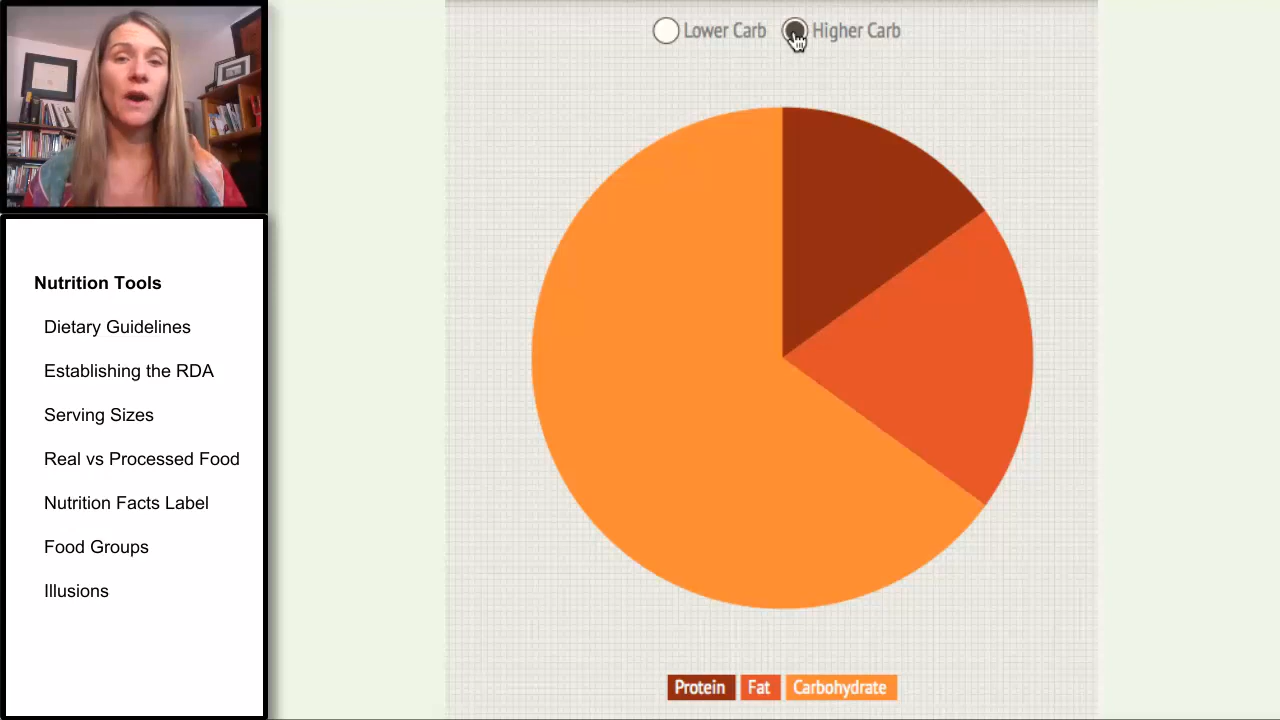 Lower Carb Higher Carb
Nutrition Tools
Dietary Guidelines
Establishing the RDA
Serving Sizes
Real vs Processed Food
Nutrition Facts Label
Food Groups
Illusions
Protein Fat Carbohydrate